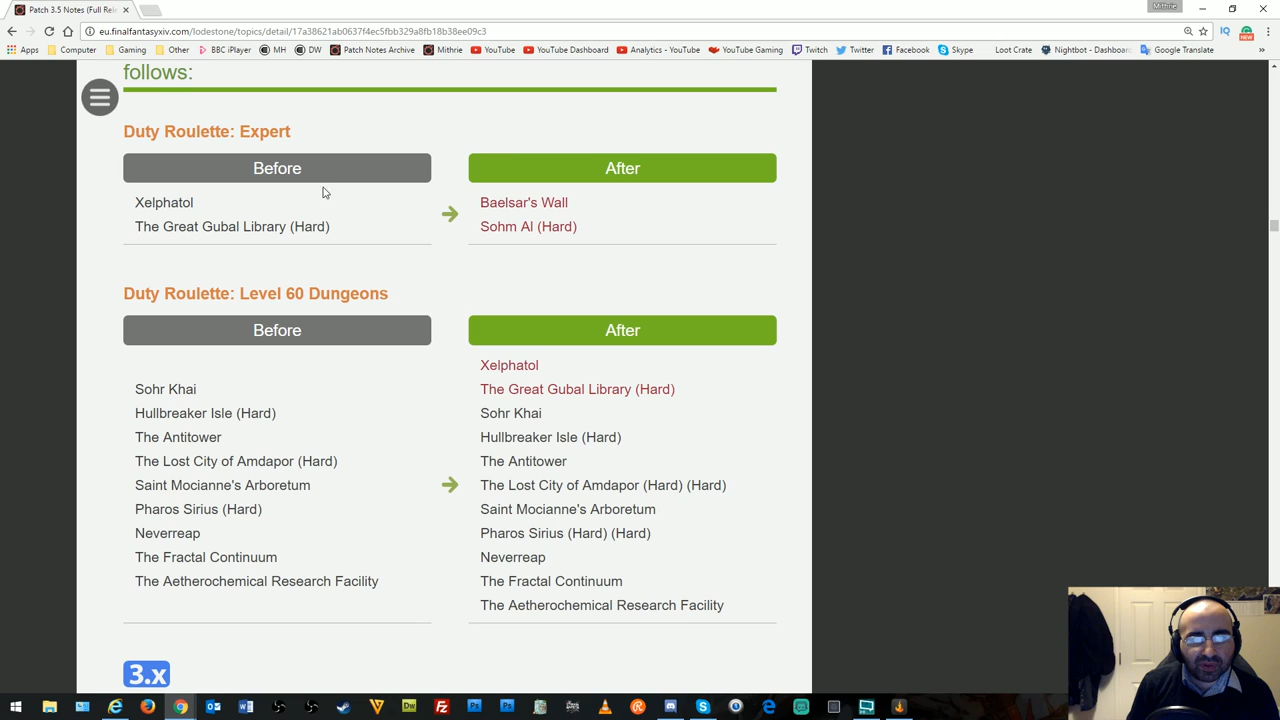 Patch 3.5 Notes (Full Rele
Mithrie
eu.finalfantasyxiv.com/lodestone/topics/detail/17a38621ab0637f4ec5fbb329a8fb18b38ee09c3
Apps
Computer
Gaming
Other
BBC iPlayer
MH
DW
Patch Notes Archive
Mithrie
YouTube
YouTube Dashboard
Analytics - YouTube
YouTube Gaming
Twitch
Twitter
Facebook
Skype
Loot Crate
Nightbot - Dashboard
Google Translate
follows:
Duty Roulette: Expert
Before
After
Xelphatol
The Great Gubal Library (Hard)
Baelsar's Wall
Sohm Al (Hard)
Duty Roulette: Level 60 Dungeons
Before
After
Sohr Khai
Hullbreaker Isle (Hard)
The Antitower
The Lost City of Amdapor (Hard)
Saint Mocianne's Arboretum
Pharos Sirius (Hard)
Neverreap
The Fractal Continuum
The Aetherochemical Research Facility
Xelphatol
The Great Gubal Library (Hard)
Sohr Khai
Hullbreaker Isle (Hard)
The Antitower
The Lost City of Amdapor (Hard) (Hard)
Saint Mocianne's Arboretum
Pharos Sirius (Hard) (Hard)
Neverreap
The Fractal Continuum
The Aetherochemical Research Facility
3.x